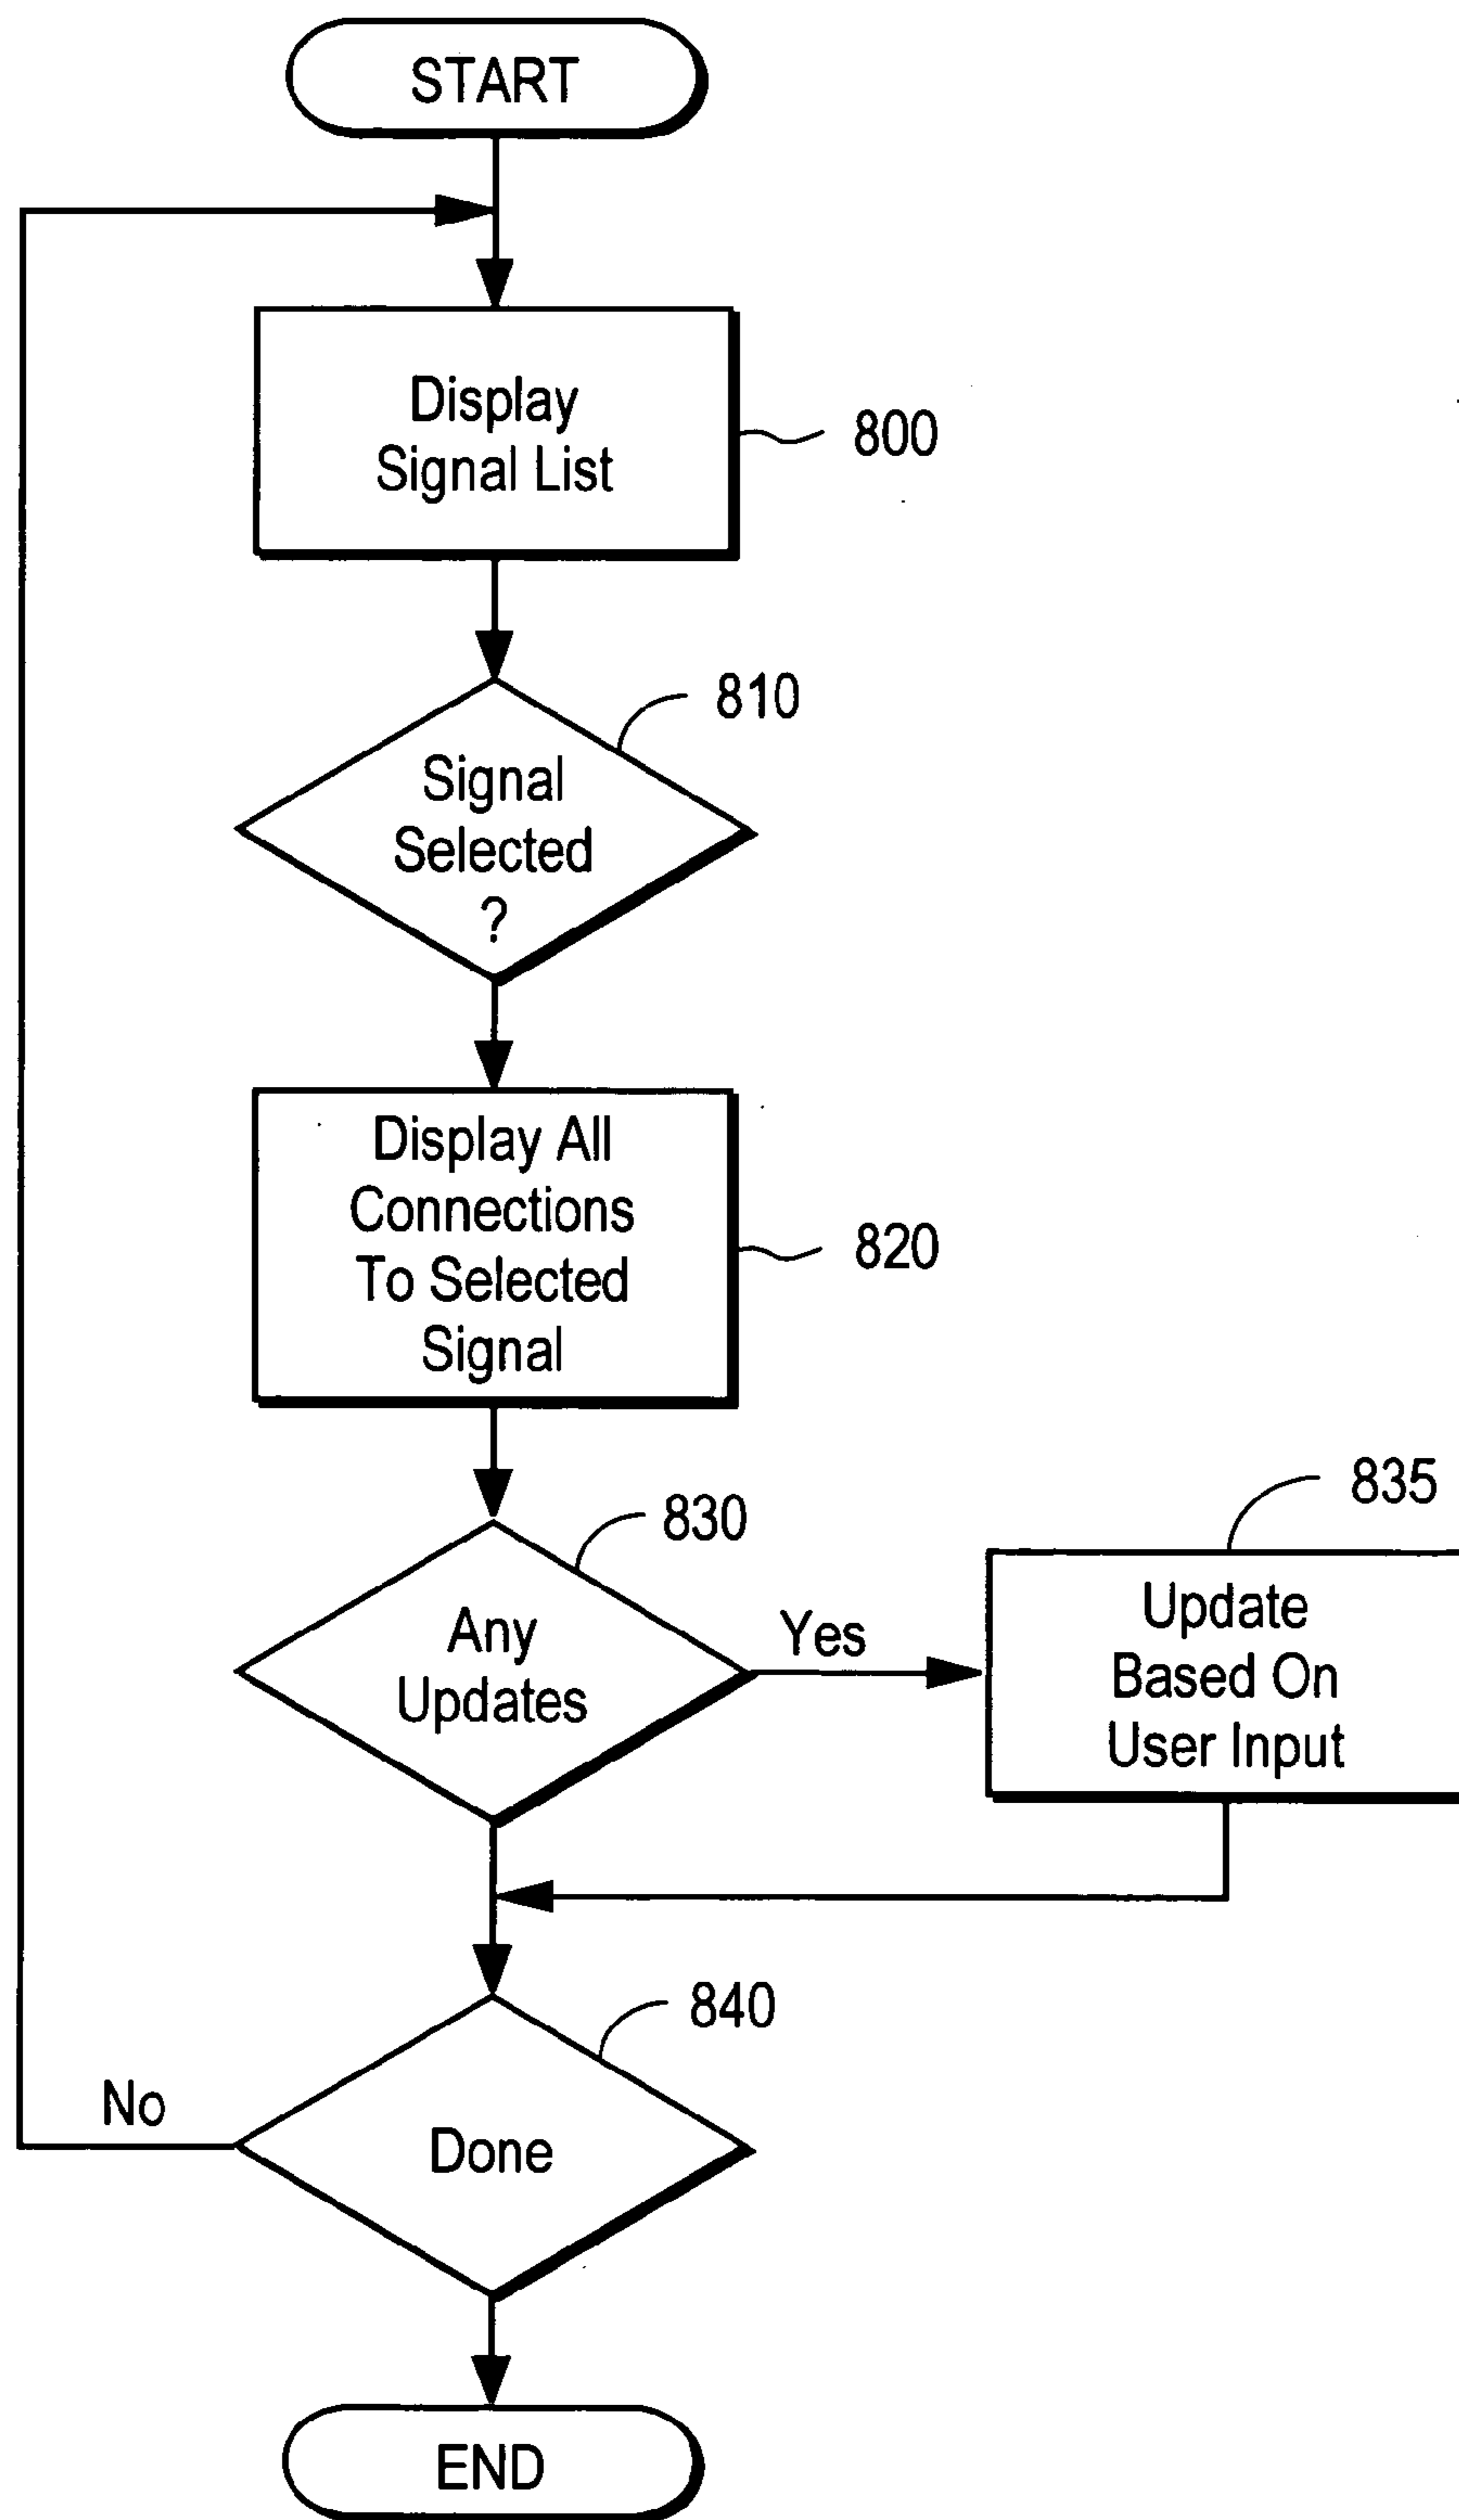 START
Display
Signal List
800
810
Signal
Selected
?
Display All
Connections
To Selected
Signal
820
830
Any
Updates
Yes
835
Update
Based On
User Input
840
No
Done
END